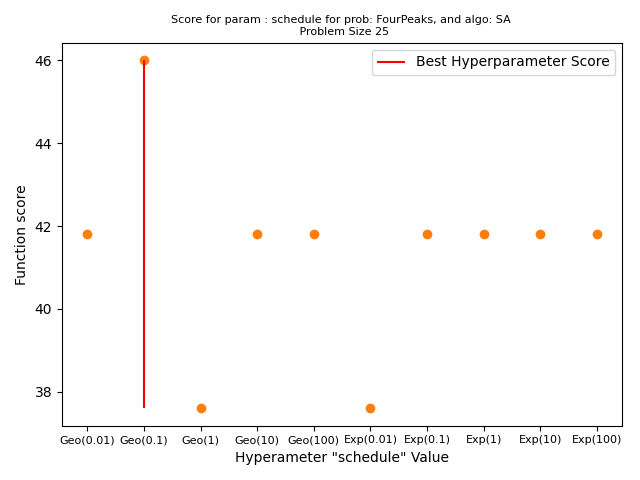 Score for param : schedule for prob: FourPeaks, and algo: SA
Problem Size 25
Best Hyperparameter Score
Function score
46
44
42
40
38
Geo(0.01) Geo(0.1) Geo(1) Geo(10) Geo(100) Exp(0.01) Exp(0.1) Exp(1) Exp(10) Exp(100)
Hyperameter "schedule" Value